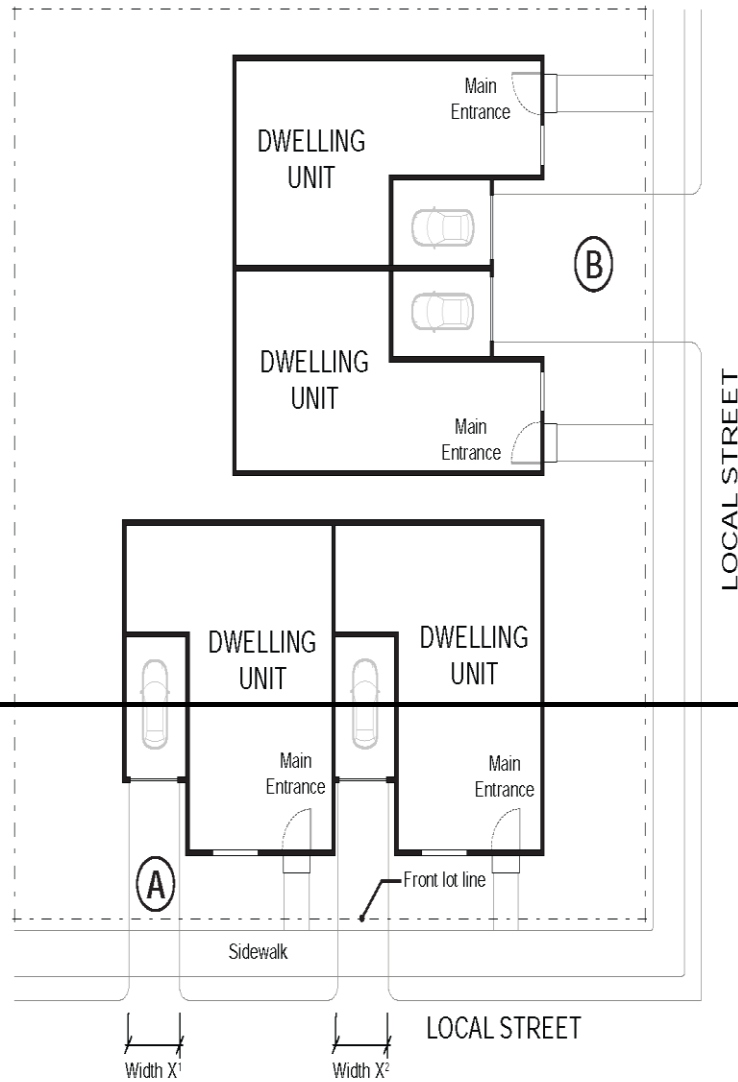 Main
Entrance
DWELLING
UNIT
B
DWELLING
UNIT
Main
Entrance
LOCAL STREET
DWELLING
UNIT
DWELLING
UNIT
Main
Entrance
Main
Entrance
A
Front lot line
Sidewalk
LOCAL STREET
Width X¹
Width X²